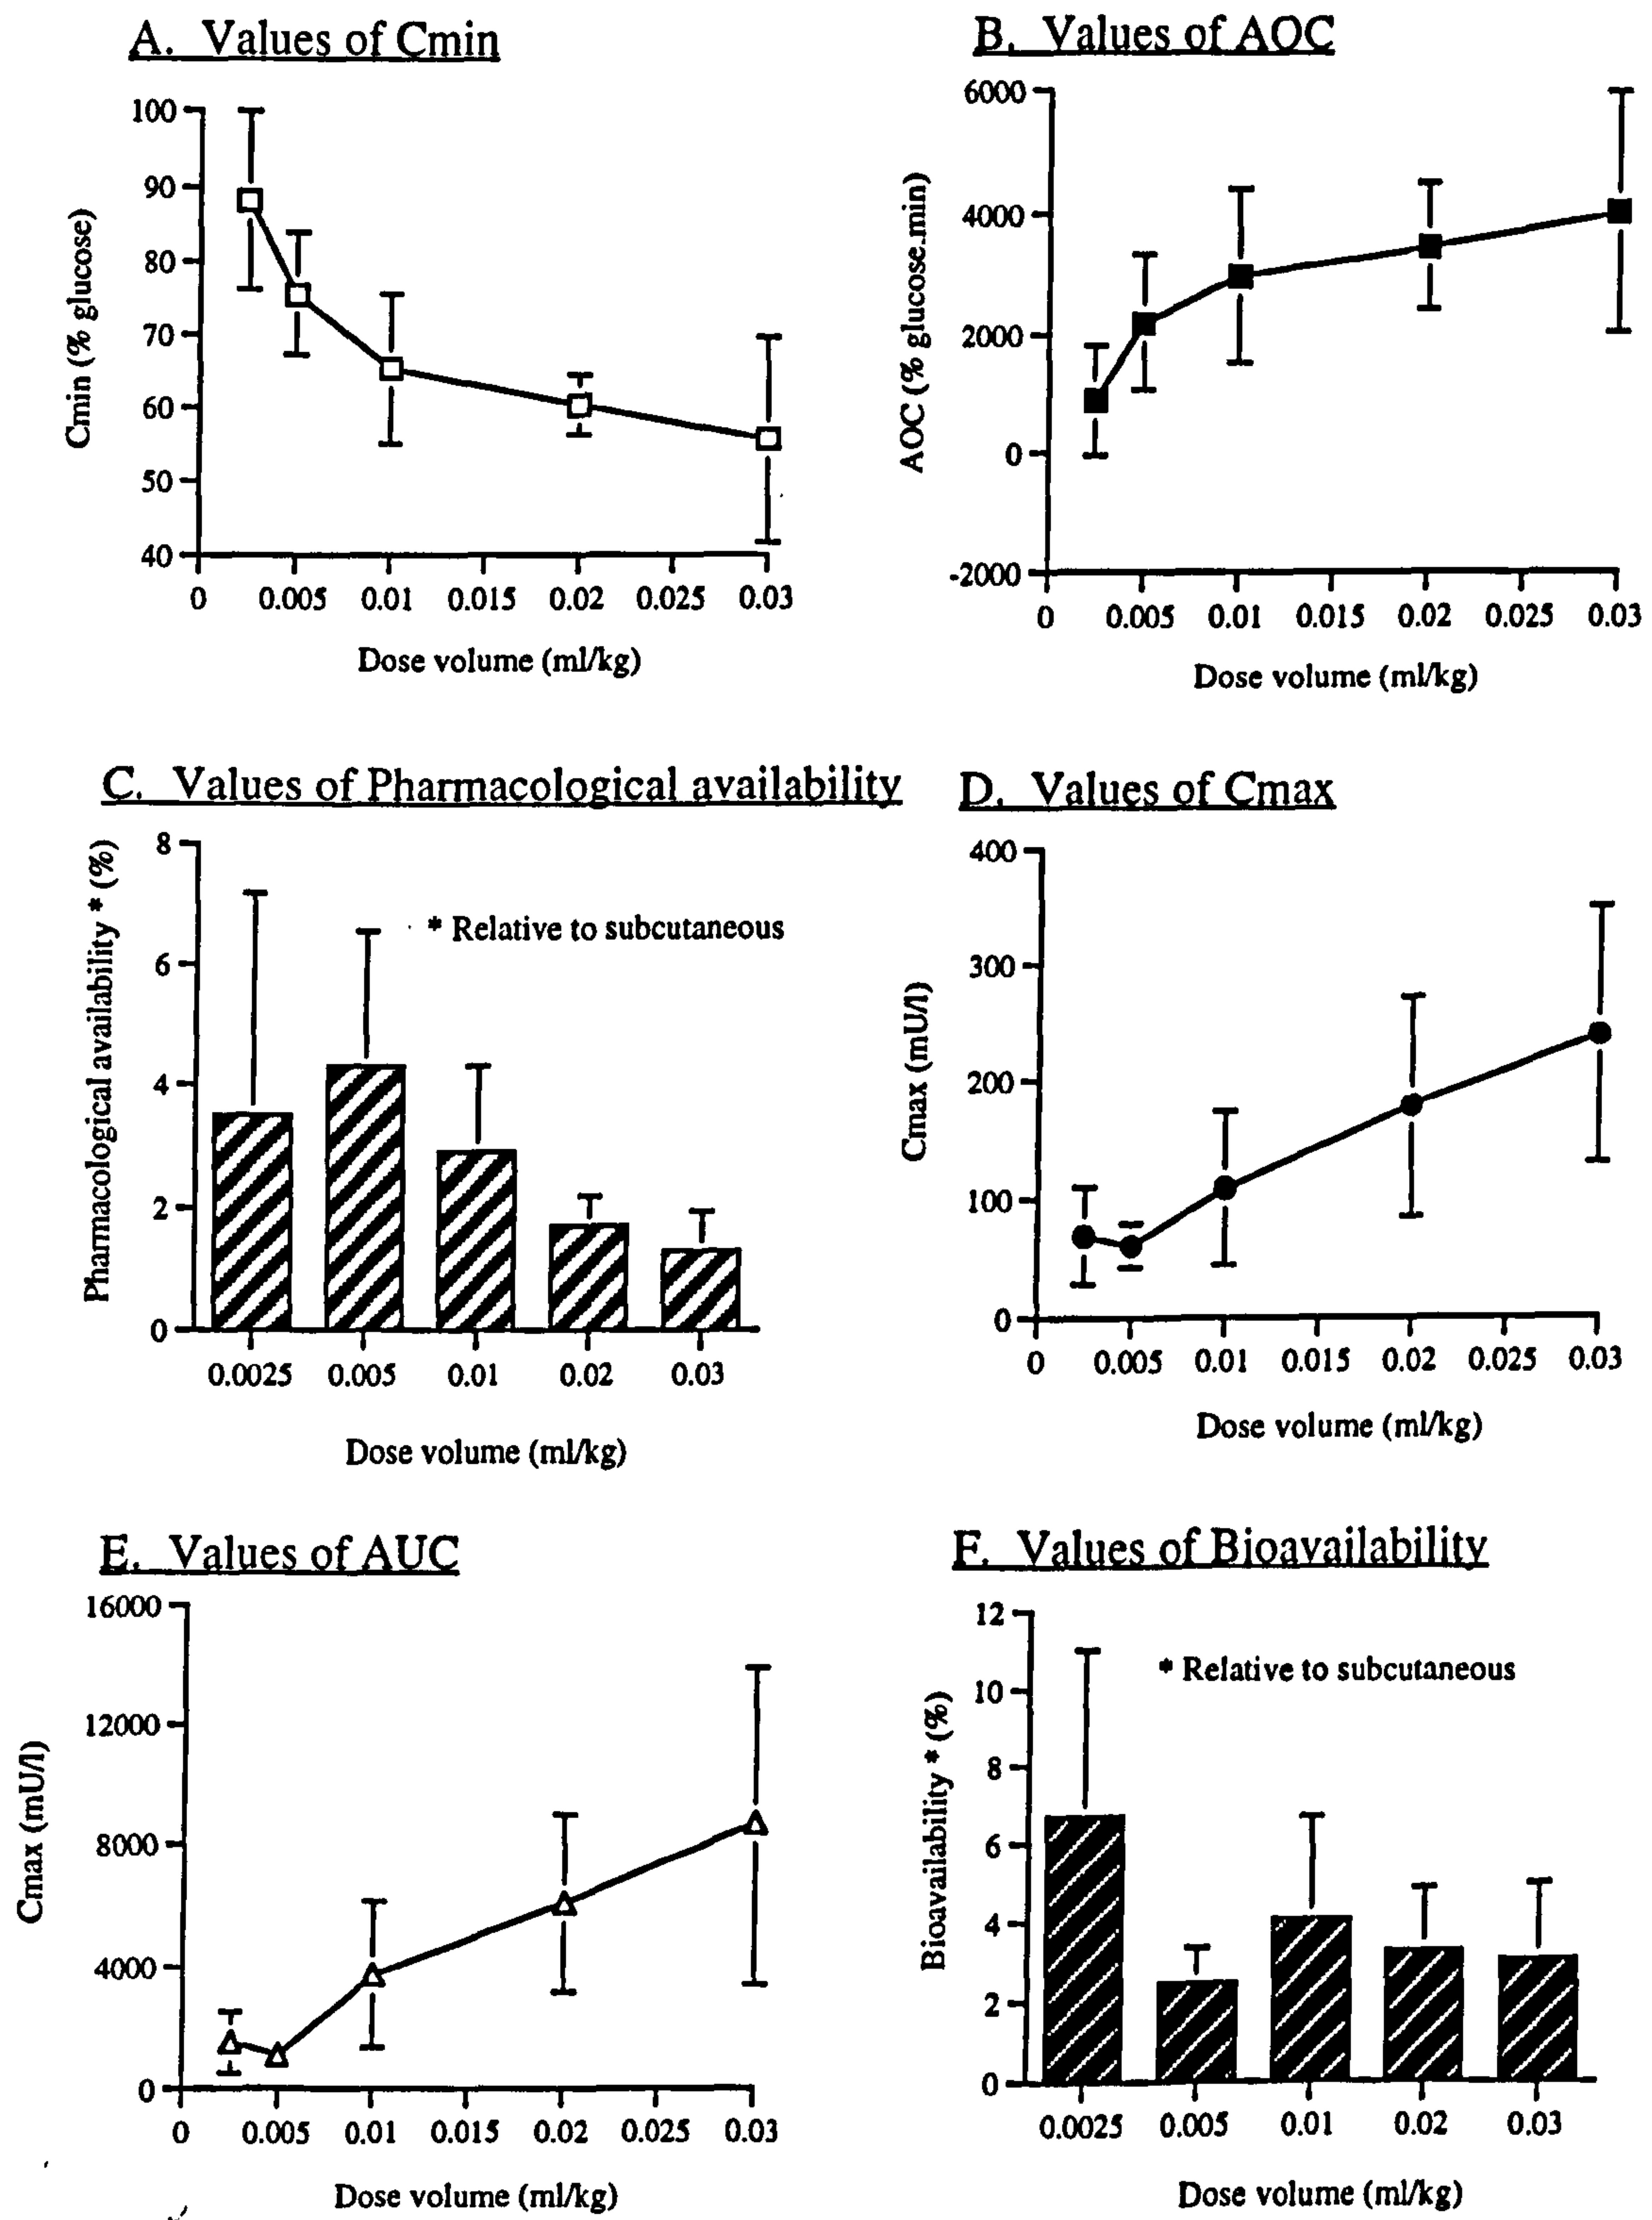 A. Values of Cmin
100
90
80
70
60
50
40
Cmin (% glucose)
0 0.005 0.01 0.015 0.02 0.025 0.03
Dose volume (ml/kg)
B. Values of AOC
6000
4000
2000
0
-2000
AOC (% glucose.min)
0 0.005 0.01 0.015 0.02 0.025 0.03
Dose volume (ml/kg)
C. Values of Pharmacological availability
8
6
4
2
0
Pharmacological availability * (%)
* Relative to subcutaneous
0.0025 0.005 0.01 0.02 0.03
Dose volume (ml/kg)
D. Values of Cmax
400
300
200
100
0
Cmax (mU/l)
0 0.005 0.01 0.015 0.02 0.025 0.03
Dose volume (ml/kg)
E. Values of AUC
16000
12000
8000
4000
0
Cmax (mU/l)
0 0.005 0.01 0.015 0.02 0.025 0.03
Dose volume (ml/kg)
F. Values of Bioavailability
12
10
8
6
4
2
0
Bioavailability * (%)
* Relative to subcutaneous
0.0025 0.005 0.01 0.02 0.03
Dose volume (ml/kg)